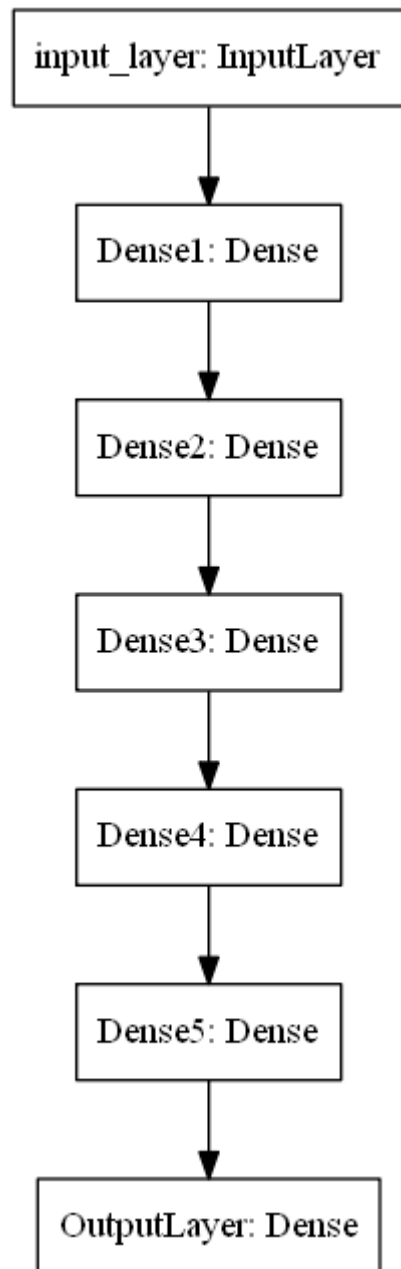 input_layer: InputLayer
Dense1: Dense
Dense2: Dense
Dense3: Dense
Dense4: Dense
Dense5: Dense
OutputLayer: Dense